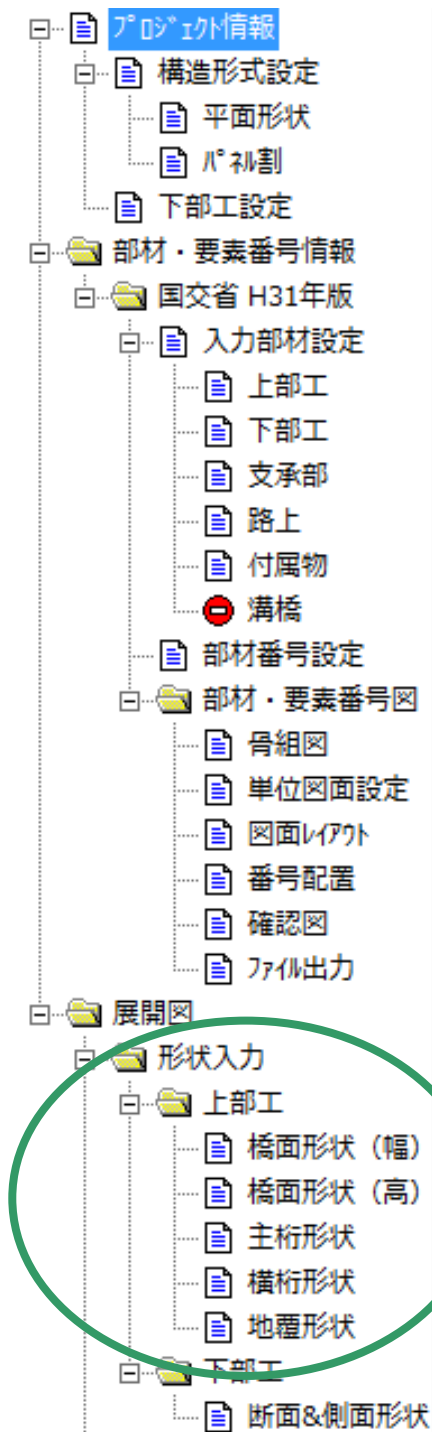 ﾌﾟﾛｼﾞｪｸﾄ情報
構造形式設定
平面形状
ﾊﾟﾈﾙ割
下部工設定
部材・要素番号情報
国交省 H31年版
入力部材設定
上部工
下部工
支承部
路上
付属物
溝橋
部材番号設定
部材・要素番号図
骨組図
単位図面設定
図面ﾚｲｱｳﾄ
番号配置
確認図
ﾌｧｲﾙ出力
展開図
形状入力
上部工
橋面形状（幅）
橋面形状（高）
主桁形状
横桁形状
地覆形状
下部工
断面&側面形状